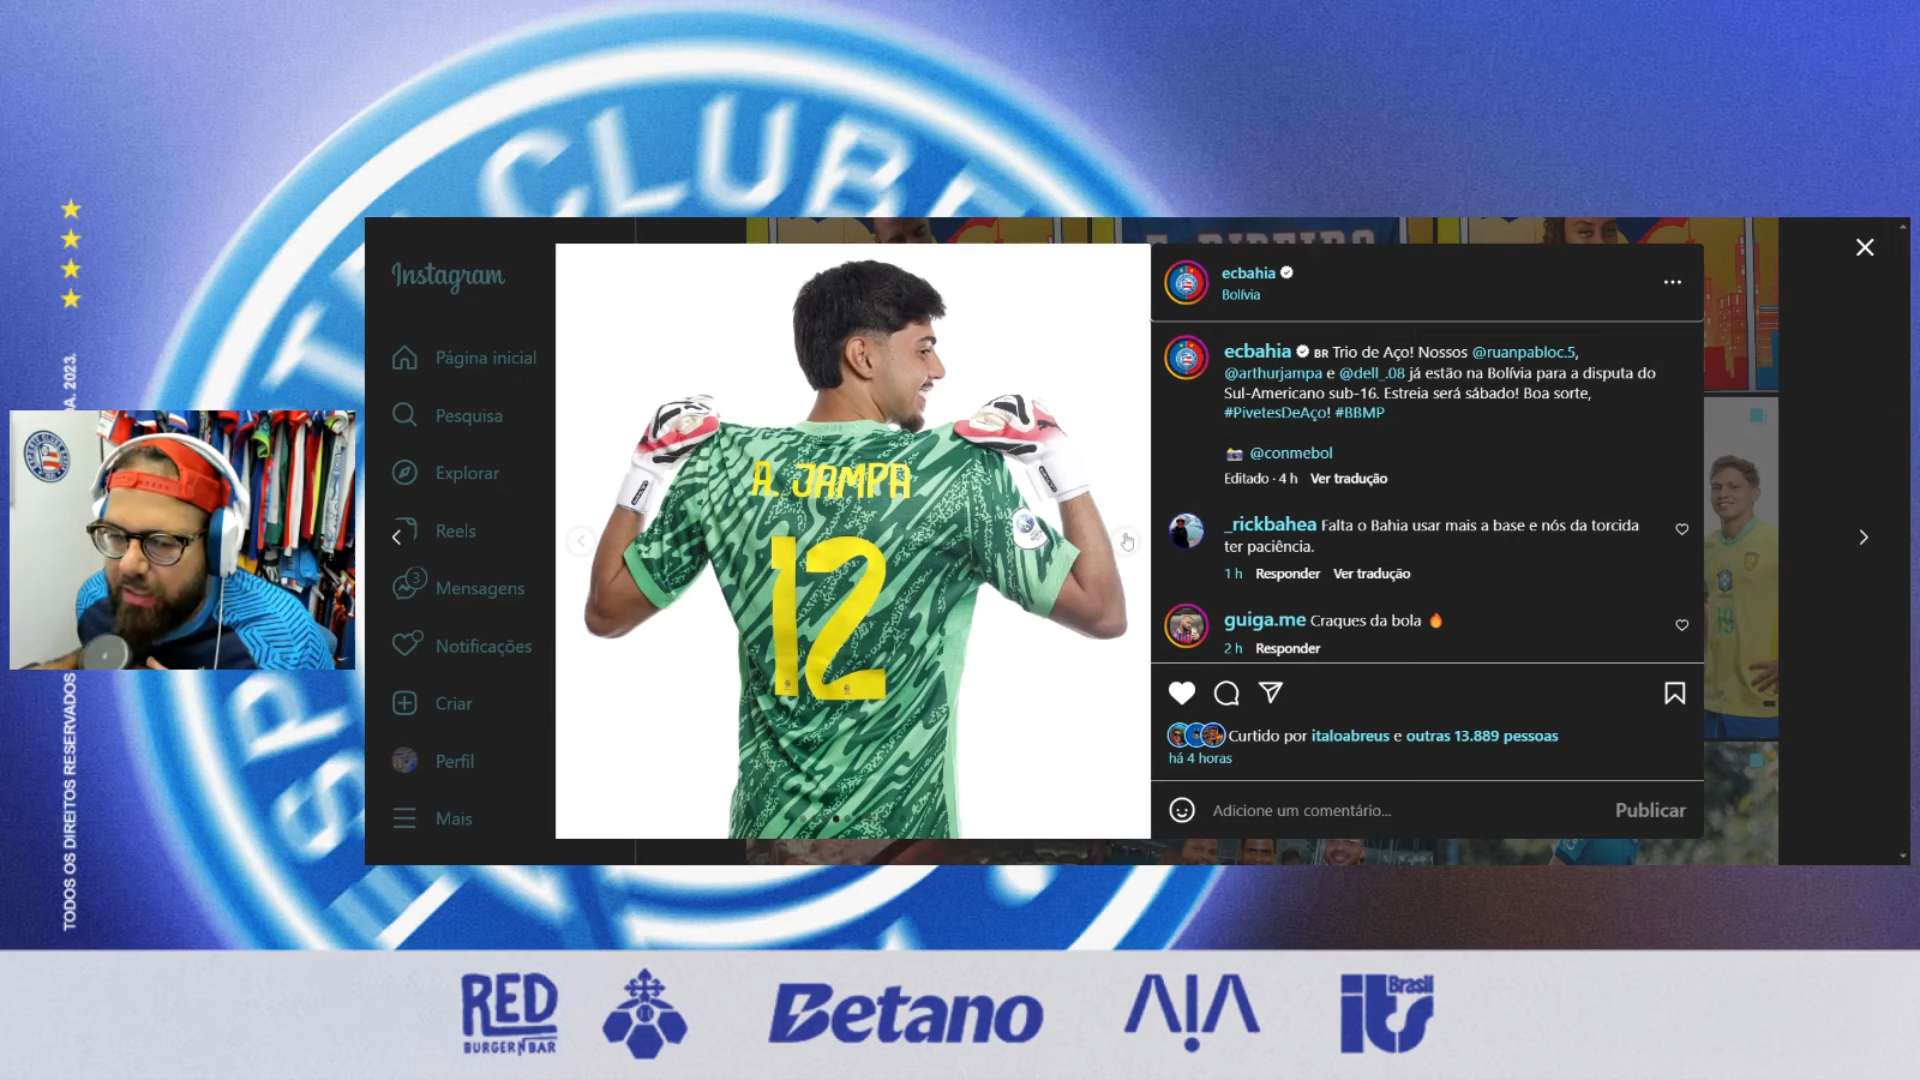 CLUBE
TODOS OS DIREITOS RESERVADOS
DA. 2023.
Instagram
Página inicial
Pesquisa
Explorar
Reels
3
Mensagens
Notificações
Criar
Perfil
Mais
A. JAMPA
12
ecbahia
Bolívia
ecbahia BR Trio de Aço! Nossos @ruanpabloc.5,
@arthurjampa e @dell_.08 já estão na Bolívia para a disputa do
Sul-Americano sub-16. Estreia será sábado! Boa sorte,
#PivetesDeAço! #BBMP
@conmebol
Editado · 4 h Ver tradução
_rickbahea Falta o Bahia usar mais a base e nós da torcida
ter paciência.
1 h Responder Ver tradução
guiga.me Craques da bola 🔥
2 h Responder
Curtido por italoabreus e outras 13.889 pessoas
há 4 horas
Adicione um comentário...
Publicar
19
RED
BURGER N' BAR
Betano
its Brasil